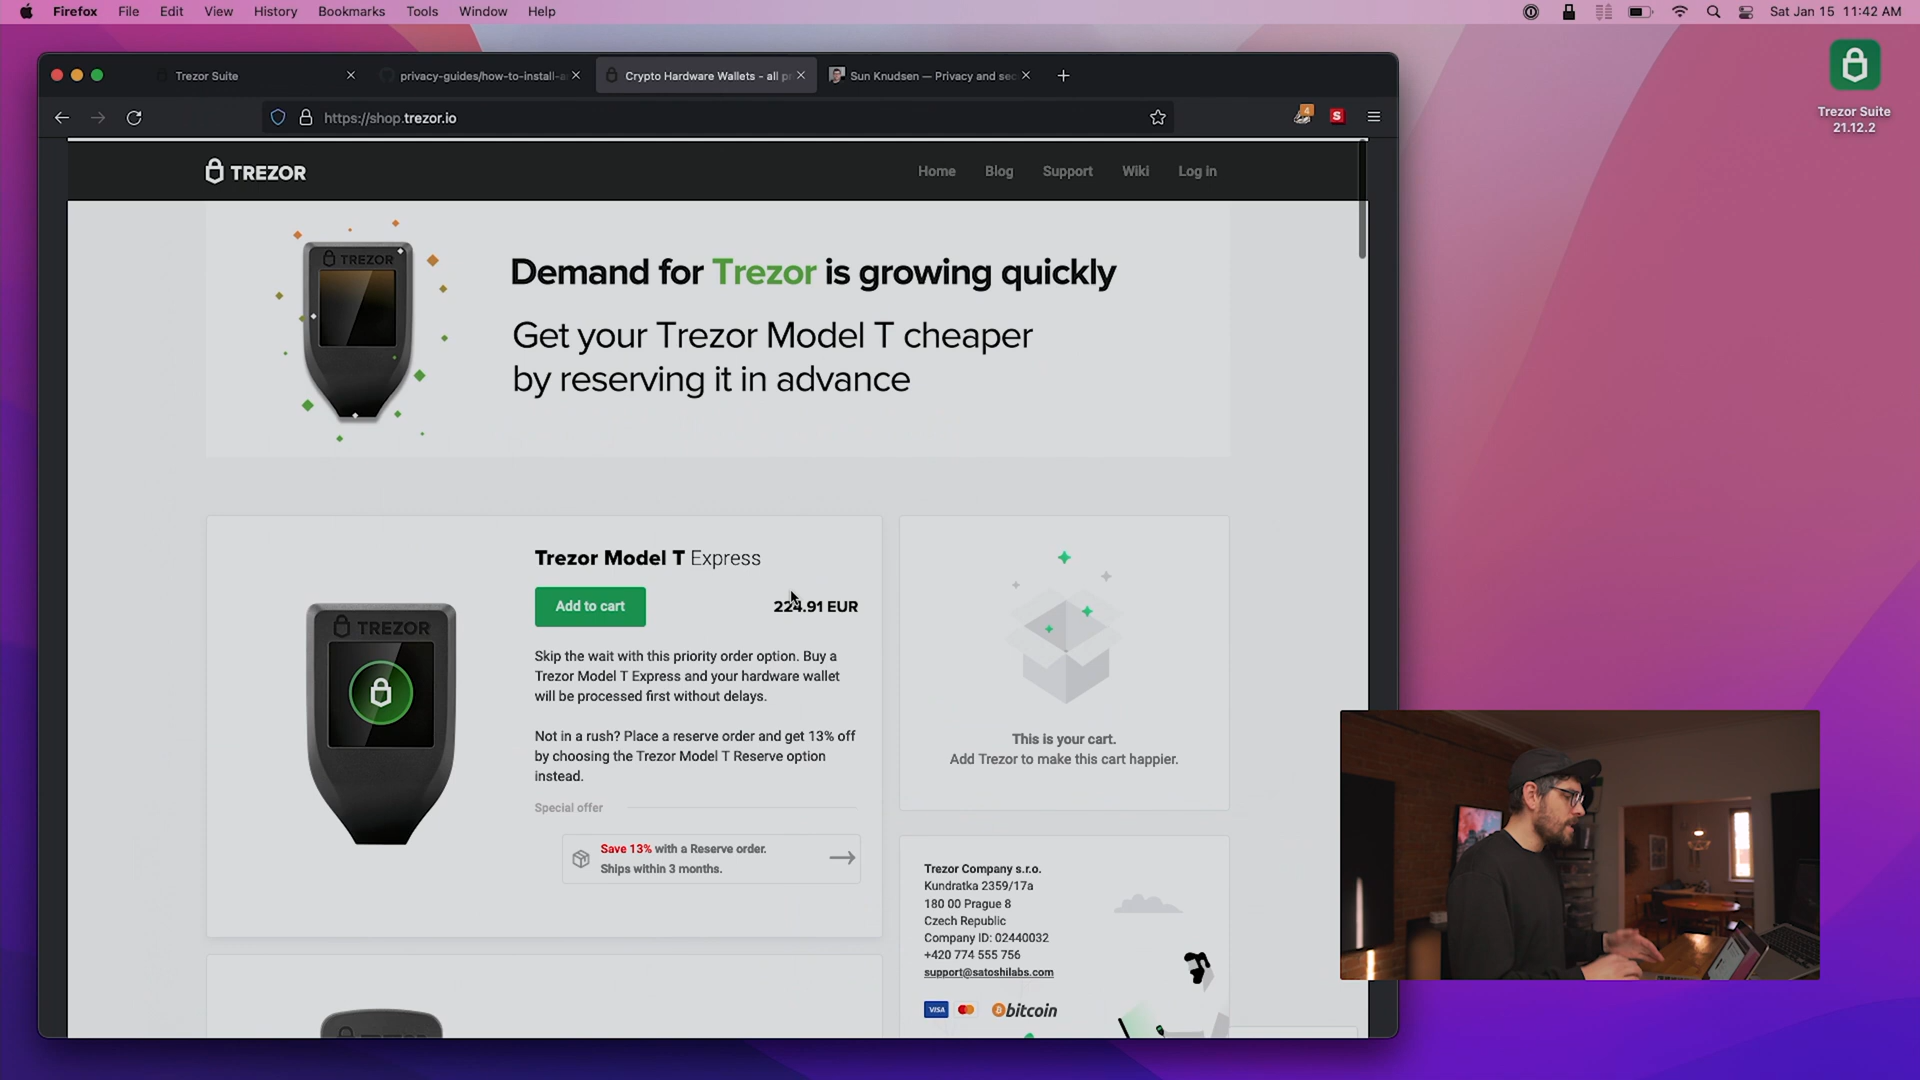 Firefox File Edit View History Bookmarks Tools Window Help
Sat Jan 15 11:42 AM
Trezor Suite
privacy-guides/how-to-install-a
Crypto Hardware Wallets - all pr
Sun Knudsen — Privacy and sec
https://shop.trezor.io
4
S
Trezor Suite
21.12.2
TREZOR
Home Blog Support Wiki Log in
TREZOR
Demand for Trezor is growing quickly
Get your Trezor Model T cheaper
by reserving it in advance
TREZOR
Trezor Model T Express
Add to cart
224.91 EUR
Skip the wait with this priority order option. Buy a
Trezor Model T Express and your hardware wallet
will be processed first without delays.
Not in a rush? Place a reserve order and get 13% off
by choosing the Trezor Model T Reserve option
instead.
Special offer
Save 13% with a Reserve order.
Ships within 3 months.
This is your cart.
Add Trezor to make this cart happier.
Trezor Company s.r.o.
Kundratka 2359/17a
180 00 Prague 8
Czech Republic
Company ID: 02440032
+420 774 555 756
support@satoshilabs.com
VISA
bitcoin